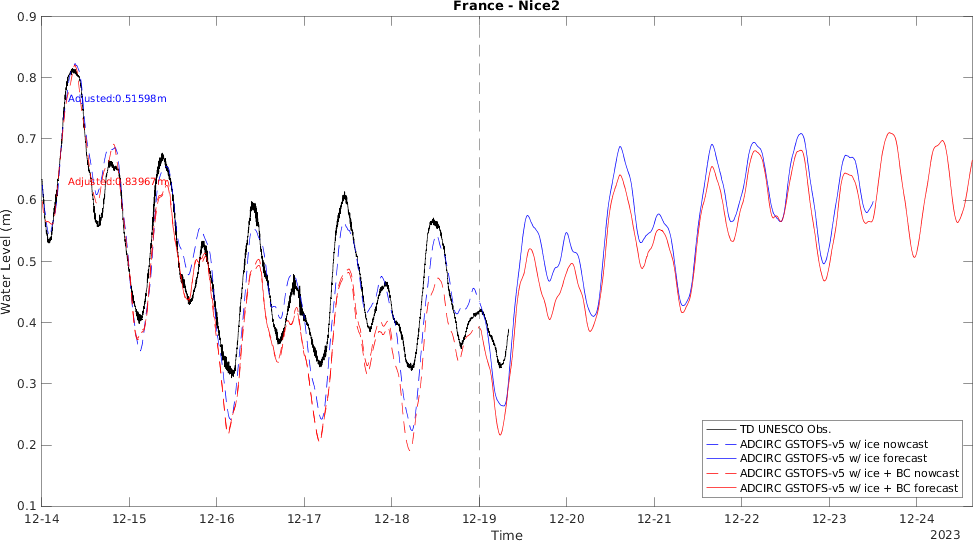 France - Nice2
0.9
0.8
0.7
0.6
0.5
0.4
0.3
0.2
0.1
Water Level (m)
Adjusted:0.51598m
Adjusted:0.83967m
TD UNESCO Obs.
ADCIRC GSTOFS-v5 w/ ice nowcast
ADCIRC GSTOFS-v5 w/ ice forecast
ADCIRC GSTOFS-v5 w/ ice + BC nowcast
ADCIRC GSTOFS-v5 w/ ice + BC forecast
12-14 12-15 12-16 12-17 12-18 12-19 12-20 12-21 12-22 12-23 12-24
Time
2023